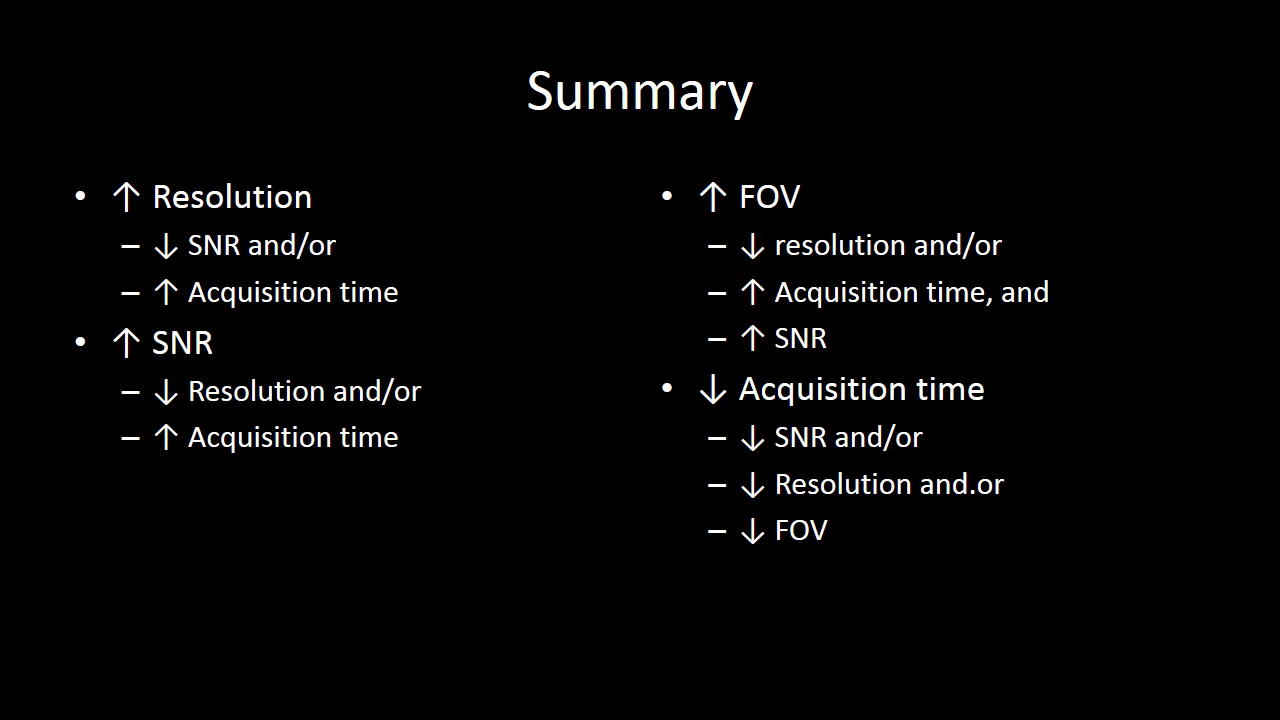 Summary
• ↑ Resolution
– ↓ SNR and/or
– ↑ Acquisition time
• ↑ SNR
– ↓ Resolution and/or
– ↑ Acquisition time
• ↑ FOV
– ↓ resolution and/or
– ↑ Acquisition time, and
– ↑ SNR
• ↓ Acquisition time
– ↓ SNR and/or
– ↓ Resolution and.or
– ↓ FOV